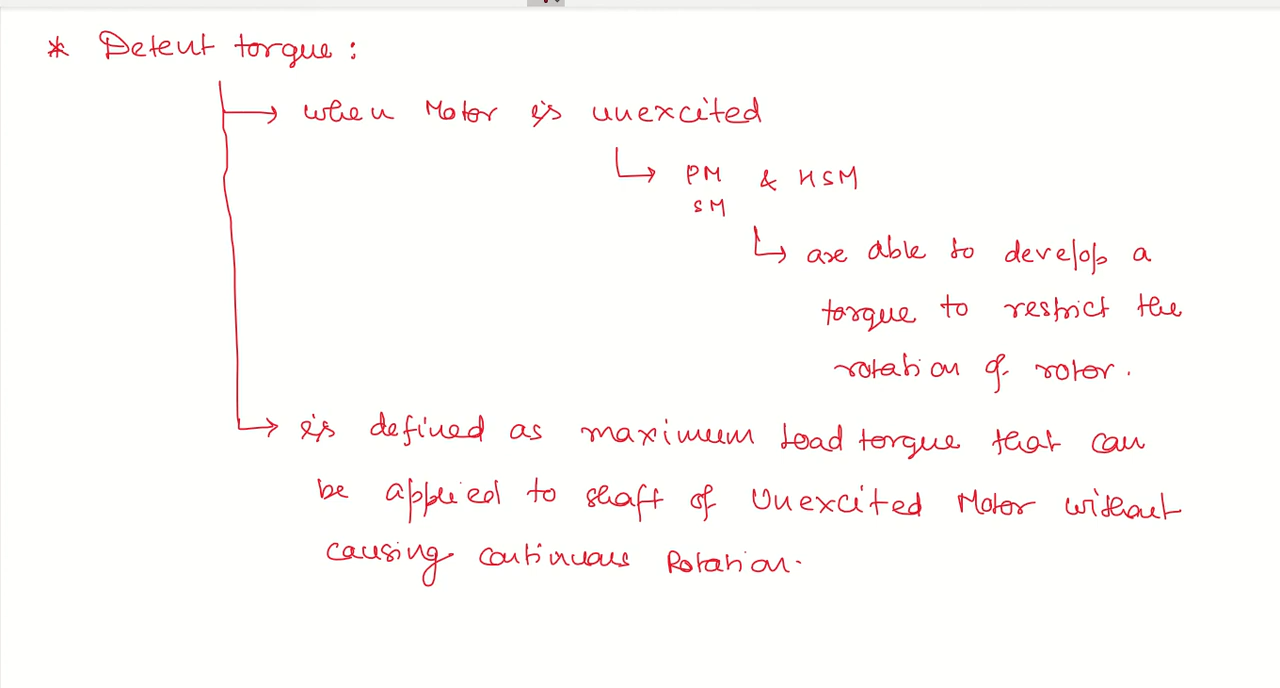 * Detent torque :
→ when Motor is unexcited
↳ PM & HSM
SM
↳ are able to develop a
torque to restrict the
rotation of rotor.
→ is defined as maximum load torque that can
be applied to shaft of Unexcited Motor without
causing continuous Rotation.